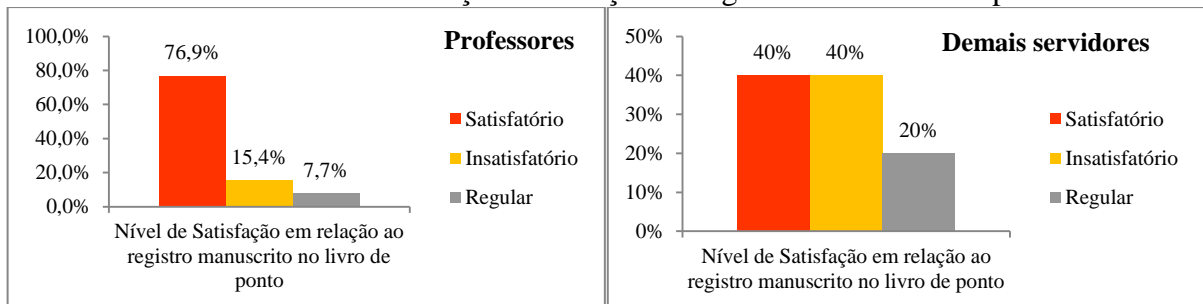 100,0%
80,0%
60,0%
40,0%
20,0%
0,0%
76,9%
15,4%
7,7%
Professores
Satisfatório
Insatisfatório
Regular
Nível de Satisfação em relação ao
registro manuscrito no livro de
ponto
50%
40%
30%
20%
10%
0%
40%
40%
20%
Demais servidores
Satisfatório
Insatisfatório
Regular
Nível de Satisfação em relação ao
registro manuscrito no livro de ponto